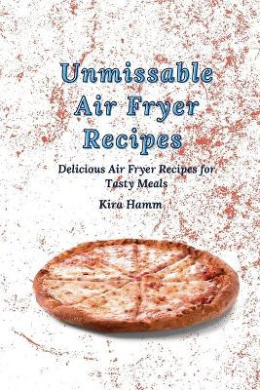 Unmissable
Air Fryer
Recipes
Delicious Air Fryer Recipes for
Tasty Meals
Kira Hamm